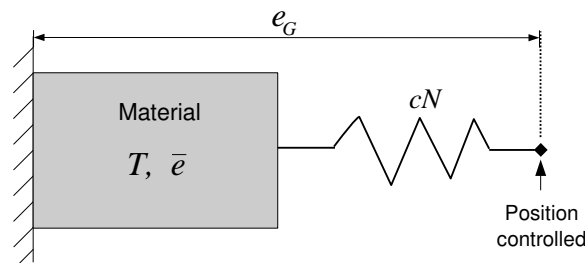 e_G
Material
cN
T, ē
Position
controlled